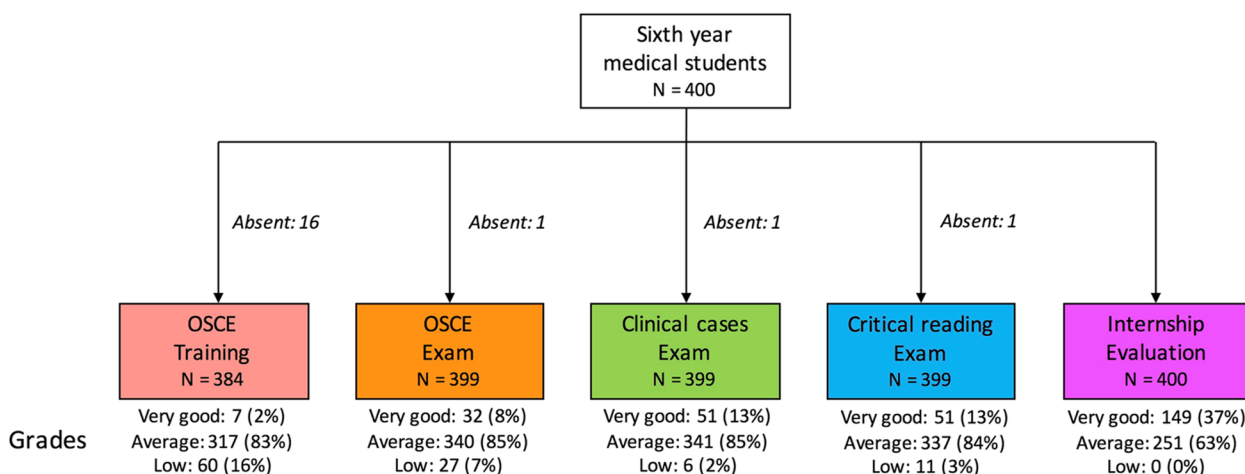 Sixth year
medical students
N = 400
Absent: 16
Absent: 1
Absent: 1
Absent: 1
OSCE
Training
N = 384
OSCE
Exam
N = 399
Clinical cases
Exam
N = 399
Critical reading
Exam
N = 399
Internship
Evaluation
N = 400
Grades
Very good: 7 (2%)
Average: 317 (83%)
Low: 60 (16%)
Very good: 32 (8%)
Average: 340 (85%)
Low: 27 (7%)
Very good: 51 (13%)
Average: 341 (85%)
Low: 6 (2%)
Very good: 51 (13%)
Average: 337 (84%)
Low: 11 (3%)
Very good: 149 (37%)
Average: 251 (63%)
Low: 0 (0%)